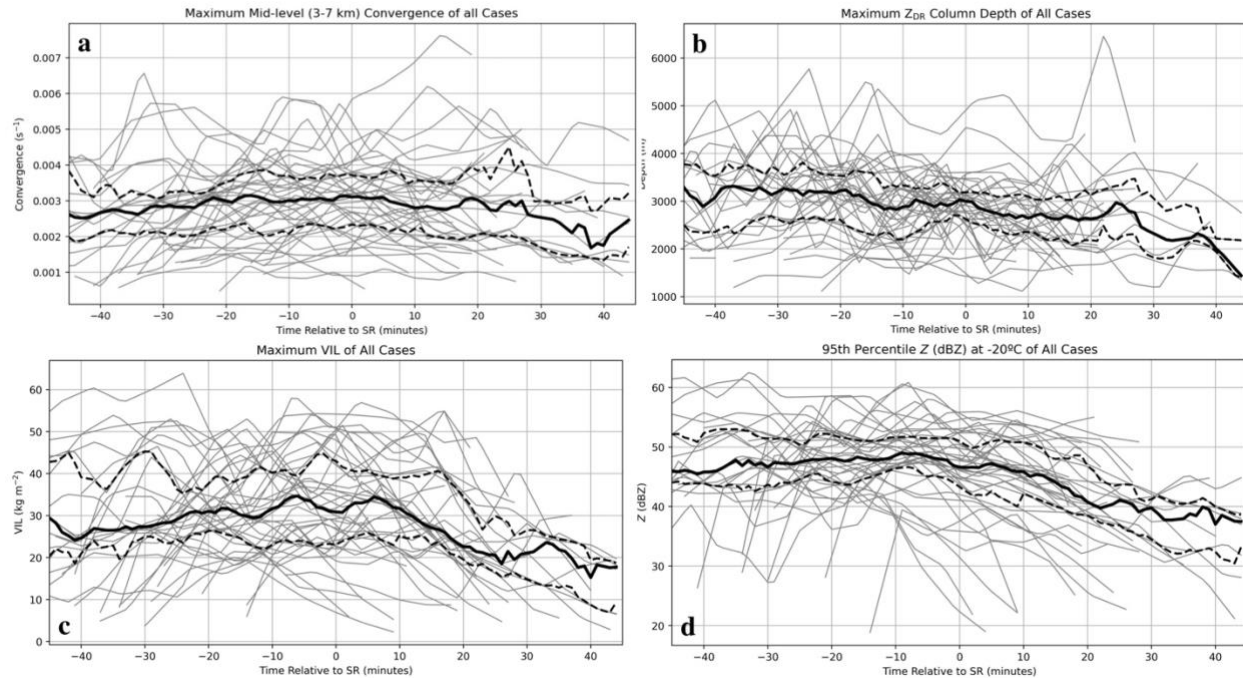 Maximum Mid-level (3-7 km) Convergence of all Cases
a
0.007
0.006
0.005
0.004
0.003
0.002
0.001
Convergence (s⁻¹)
−40 −30 −20 −10 0 10 20 30 40
Time Relative to SR (minutes)
Maximum Z_DR Column Depth of All Cases
b
6000
5000
4000
3000
2000
1000
−40 −30 −20 −10 0 10 20 30 40
Time Relative to SR (minutes)
Maximum VIL of All Cases
60
50
40
30
20
10
0
VIL (kg m⁻²)
c
−40 −30 −20 −10 0 10 20 30 40
Time Relative to SR (minutes)
95th Percentile Z (dBZ) at -20ºC of All Cases
60
50
40
30
20
Z (dBZ)
d
−40 −30 −20 −10 0 10 20 30 40
Time Relative to SR (minutes)